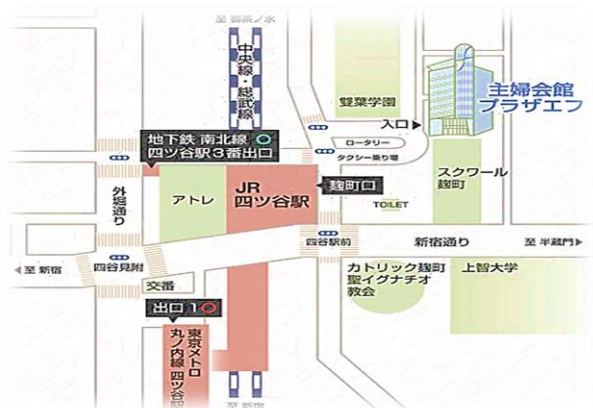 至 御茶ノ水
中央線・総武線
雙葉学園
主婦会館
プラザエフ
入口
ロータリー
タクシー乗り場
地下鉄 南北線
四ツ谷駅3番出口
外堀通り
アトレ
JR
四ツ谷駅
麹町口
スクワール
麹町
TOILET
四谷駅前
新宿通り
至 半蔵門
至 新宿
四谷見附
交番
カトリック麹町
聖イグナチオ
教会
上智大学
出口 1
東京メトロ
丸ノ内線 四ツ谷駅
至 新宿